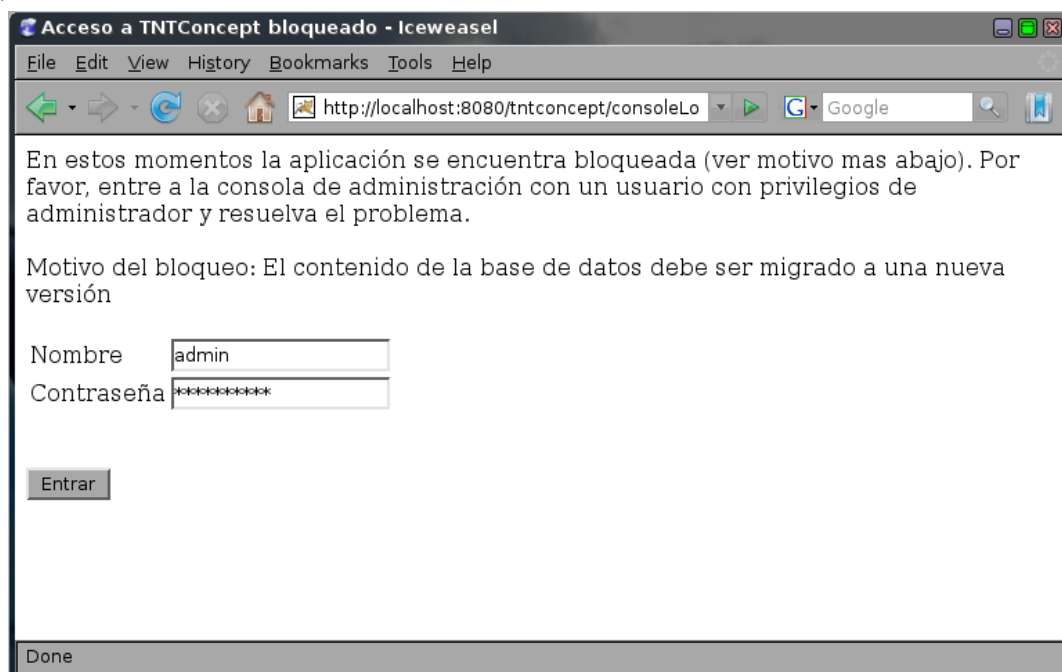 Acceso a TNTConcept bloqueado - Iceweasel
File Edit View History Bookmarks Tools Help
http://localhost:8080/tntconcept/consoleLo
G Google
En estos momentos la aplicación se encuentra bloqueada (ver motivo mas abajo). Por
favor, entre a la consola de administración con un usuario con privilegios de
administrador y resuelva el problema.
Motivo del bloqueo: El contenido de la base de datos debe ser migrado a una nueva
versión
Nombre admin
Contraseña **********
Entrar
Done